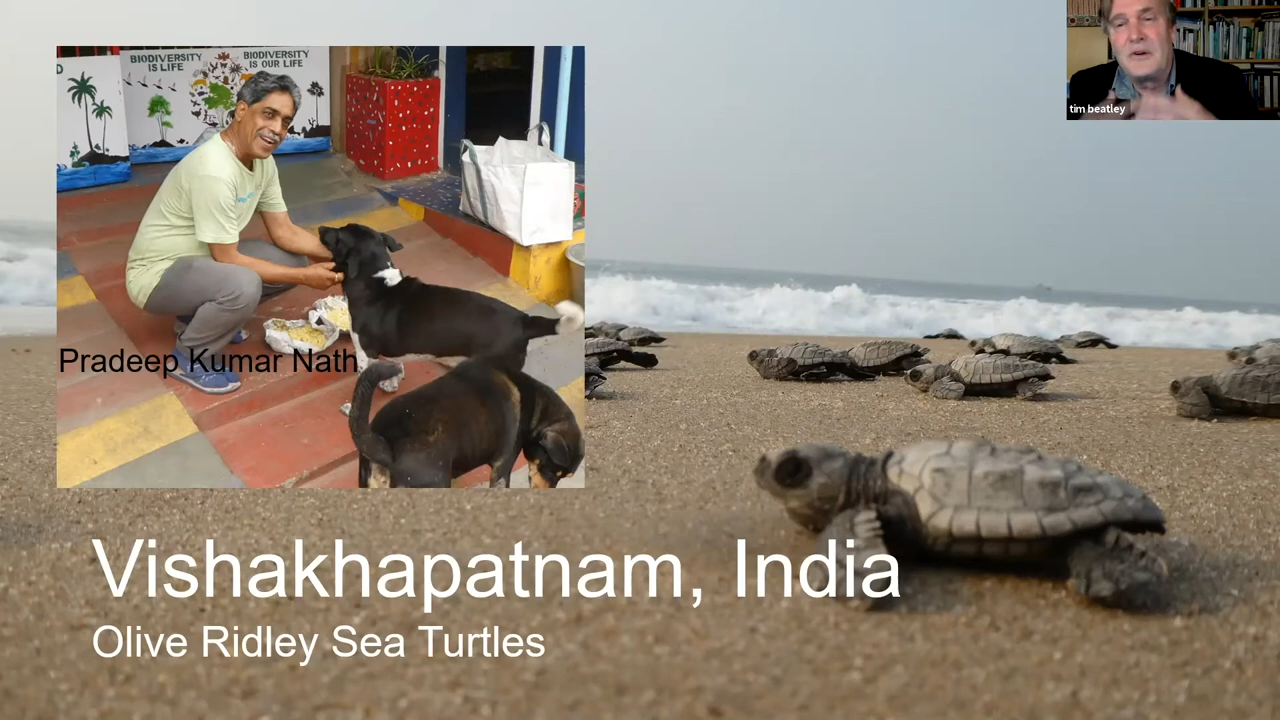 BIODIVERSITY
IS LIFE
BIODIVERSITY
IS OUR LIFE
D
tim beatley
Pradeep Kumar Nath
Vishakhapatnam, India
Olive Ridley Sea Turtles